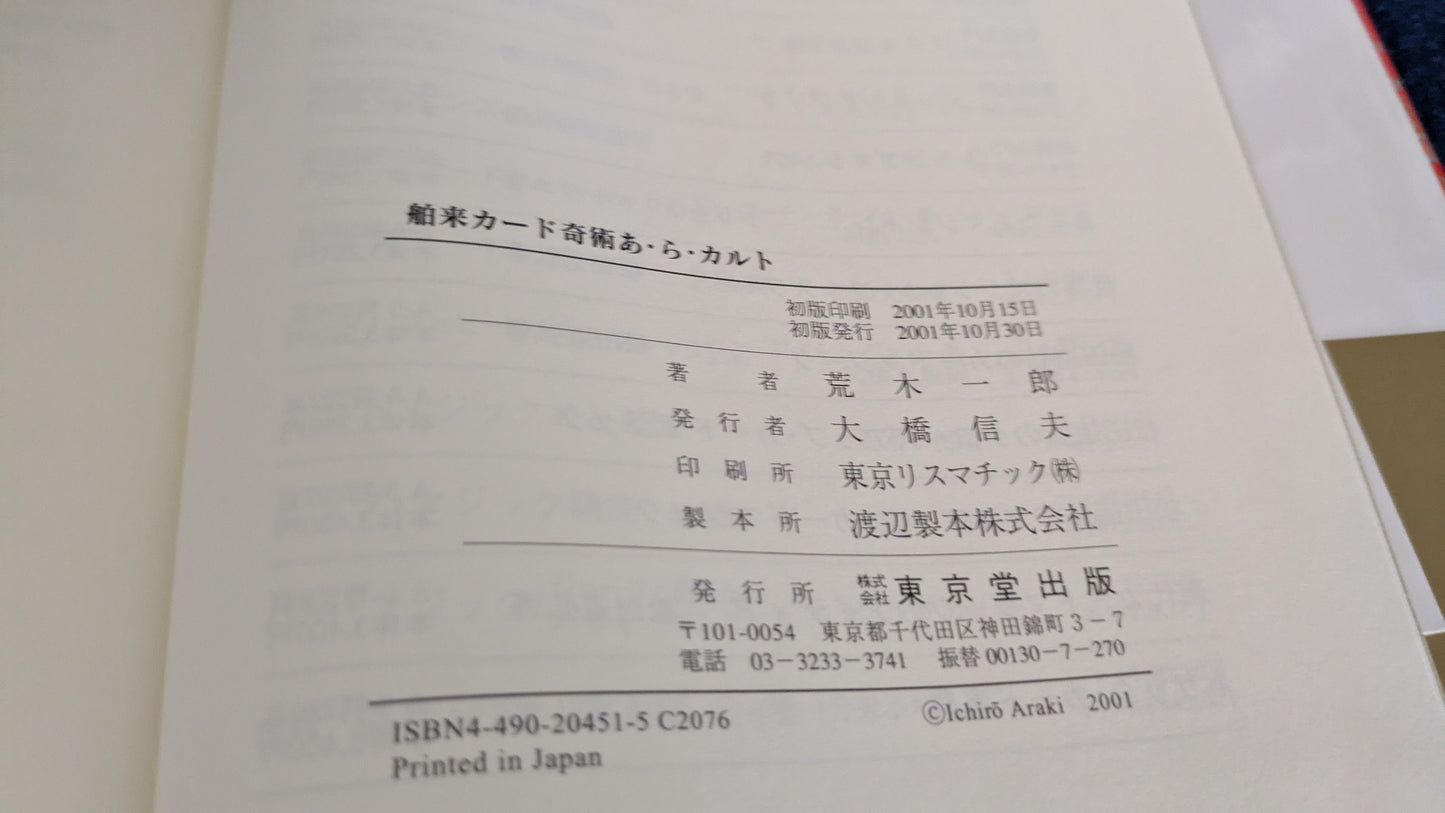 舶来カード奇術あ・ら・カルト
初版印刷　2001年10月15日
初版発行　2001年10月30日
著者　荒木一郎
発行者　大橋信夫
印刷所　東京リスマチック㈱
製本所　渡辺製本株式会社
発行所　株式会社東京堂出版
〒101-0054　東京都千代田区神田錦町3－7
電話　03－3233－3741　振替00130－7－270
ISBN4-490-20451-5 C2076
©Ichirō Araki　2001
Printed in Japan